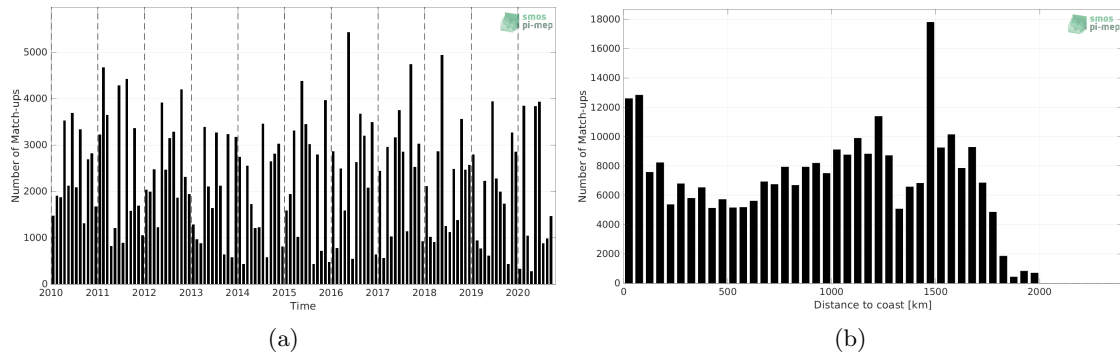 smos
pi-mep
5000
4000
3000
2000
1000
0
Number of Match-ups
2010 2011 2012 2013 2014 2015 2016 2017 2018 2019 2020
Time
(a)
smos
pi-mep
18000
16000
14000
12000
10000
8000
6000
4000
2000
0
Number of Match-ups
0 500 1000 1500 2000
Distance to coast [km]
(b)